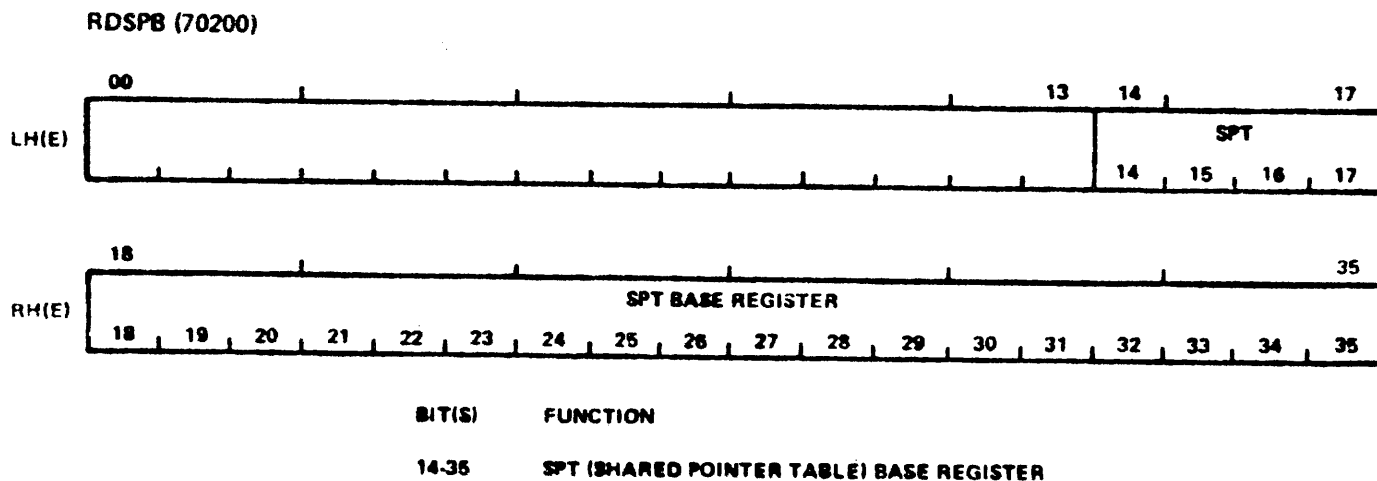 RDSPB (70200)
00 13 14 17
LH(E) SPT
14 15 16 17
18 35
RH(E) SPT BASE REGISTER
18 19 20 21 22 23 24 25 26 27 28 29 30 31 32 33 34 35
BIT(S) FUNCTION
14-35 SPT (SHARED POINTER TABLE) BASE REGISTER